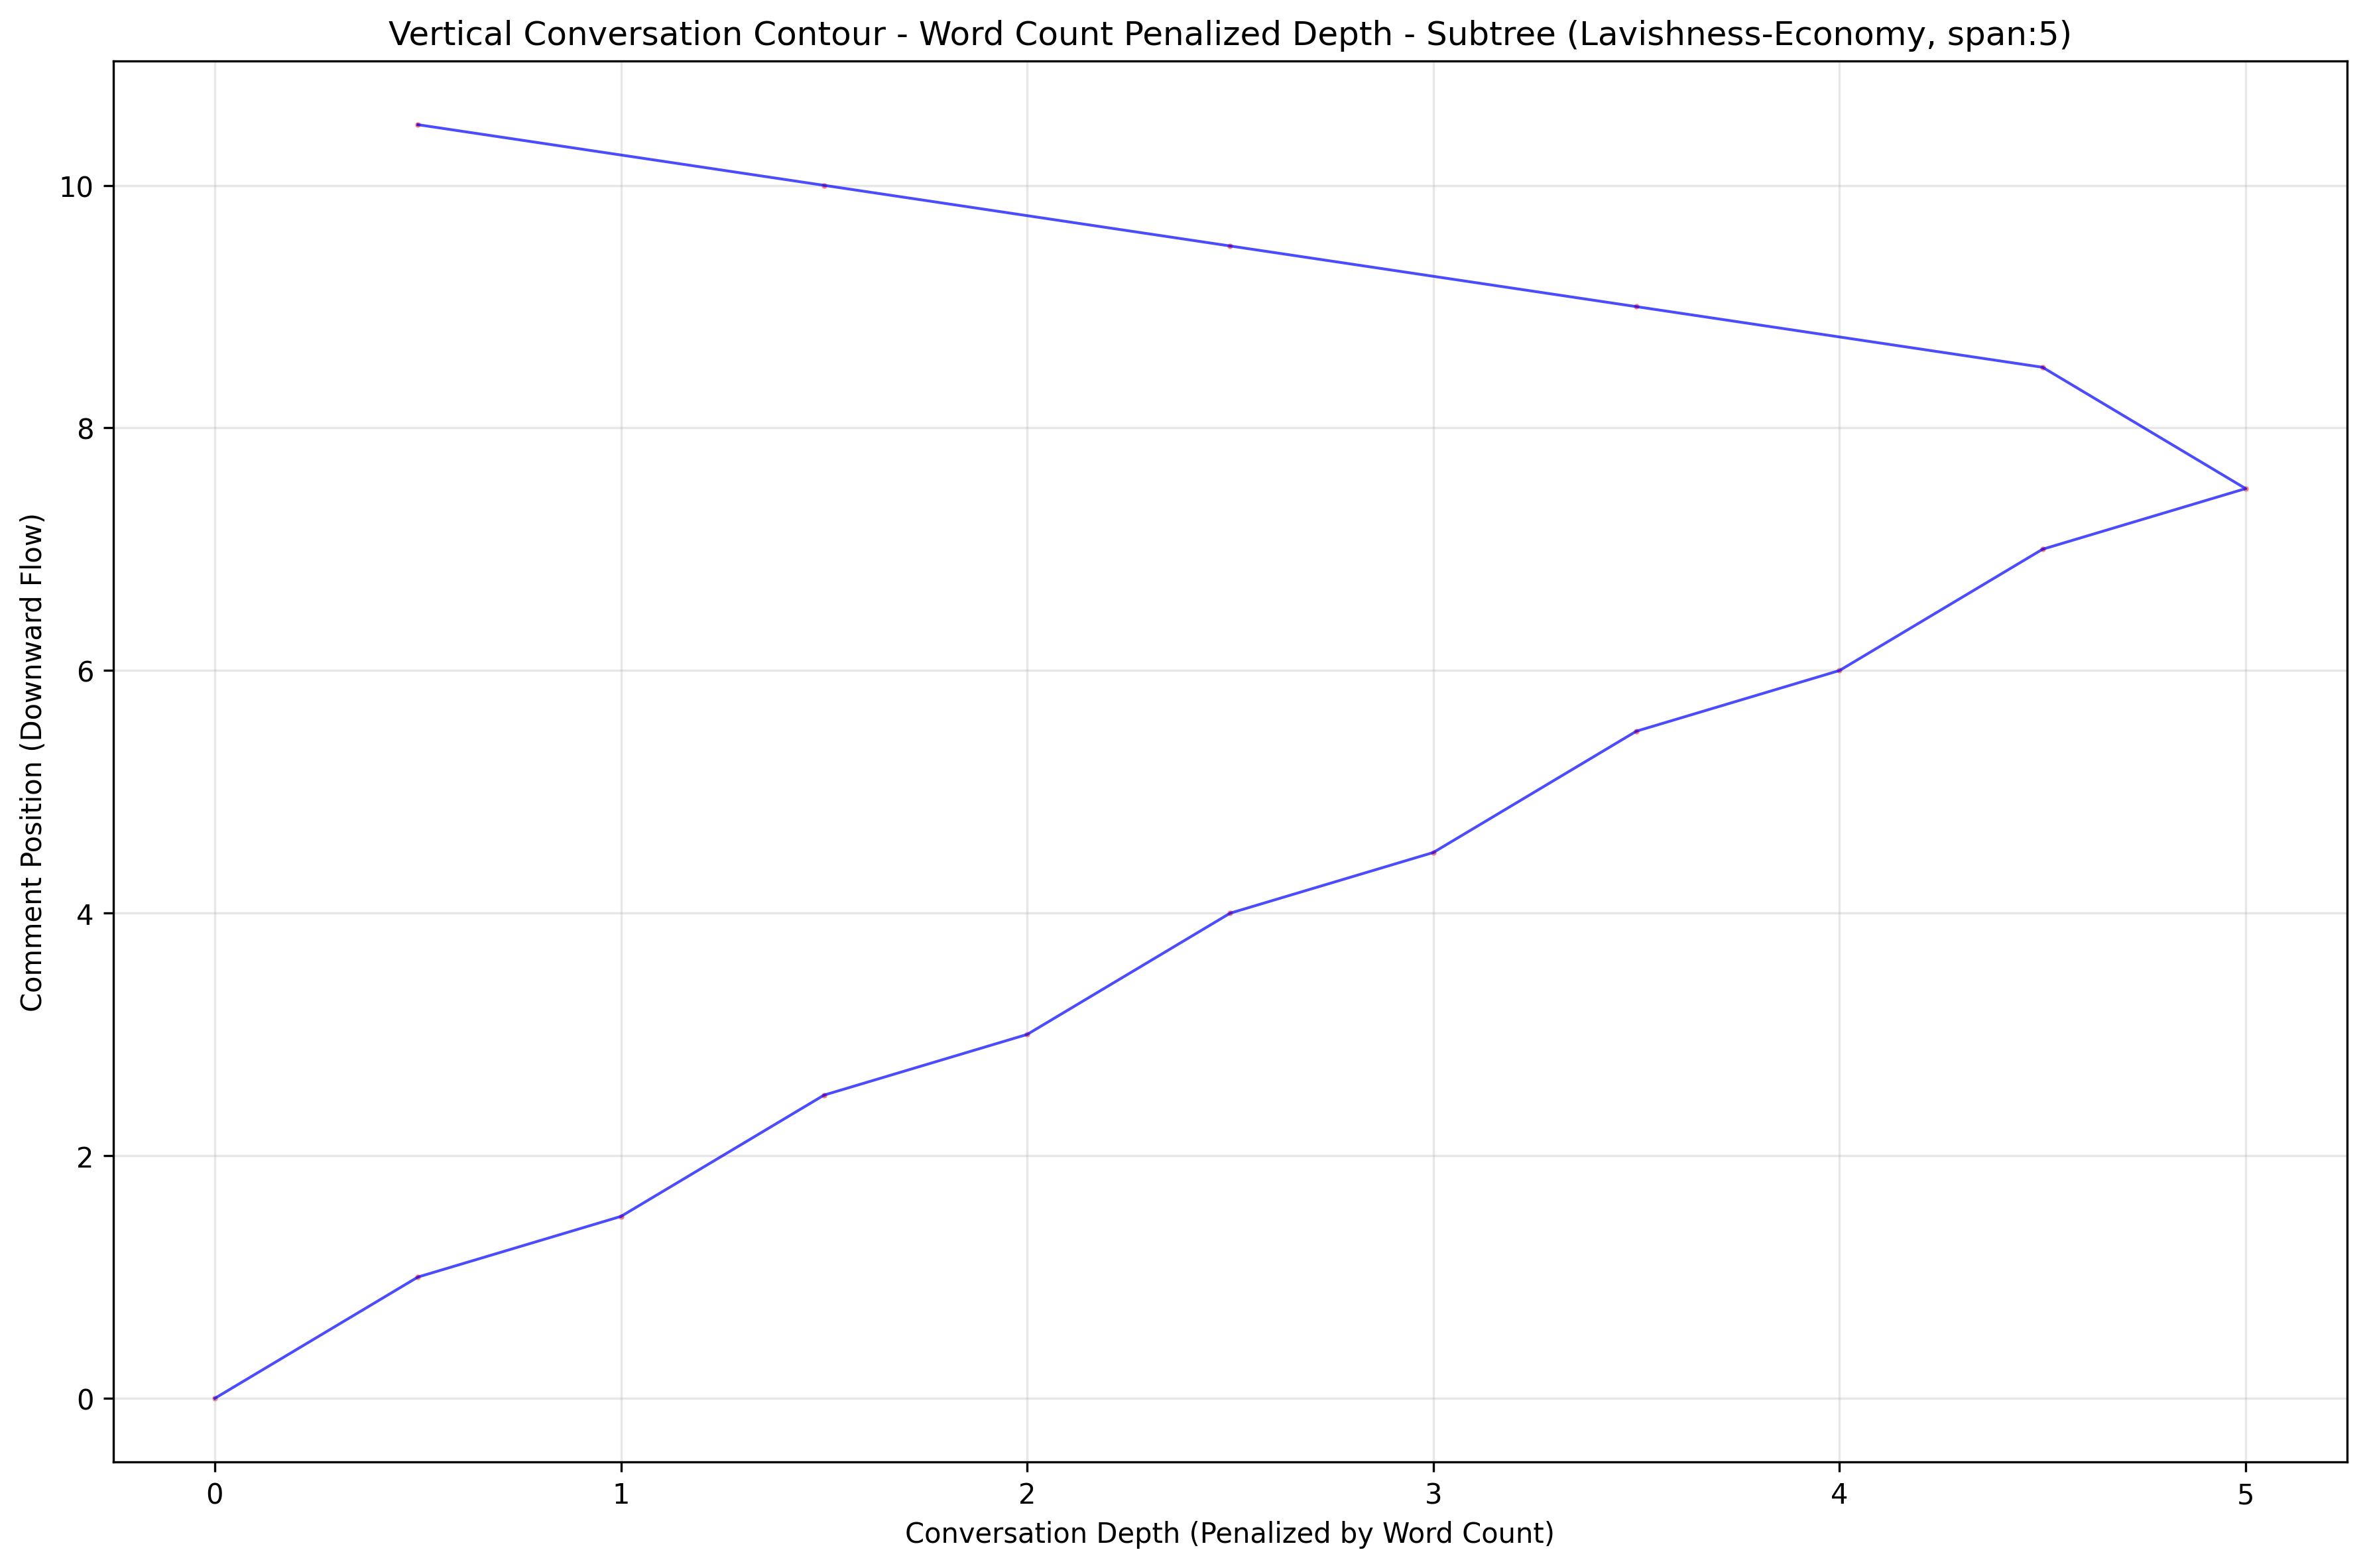 Vertical Conversation Contour - Word Count Penalized Depth - Subtree (Lavishness-Economy, span:5)
Comment Position (Downward Flow)
10
8
6
4
2
0
0 1 2 3 4 5
Conversation Depth (Penalized by Word Count)